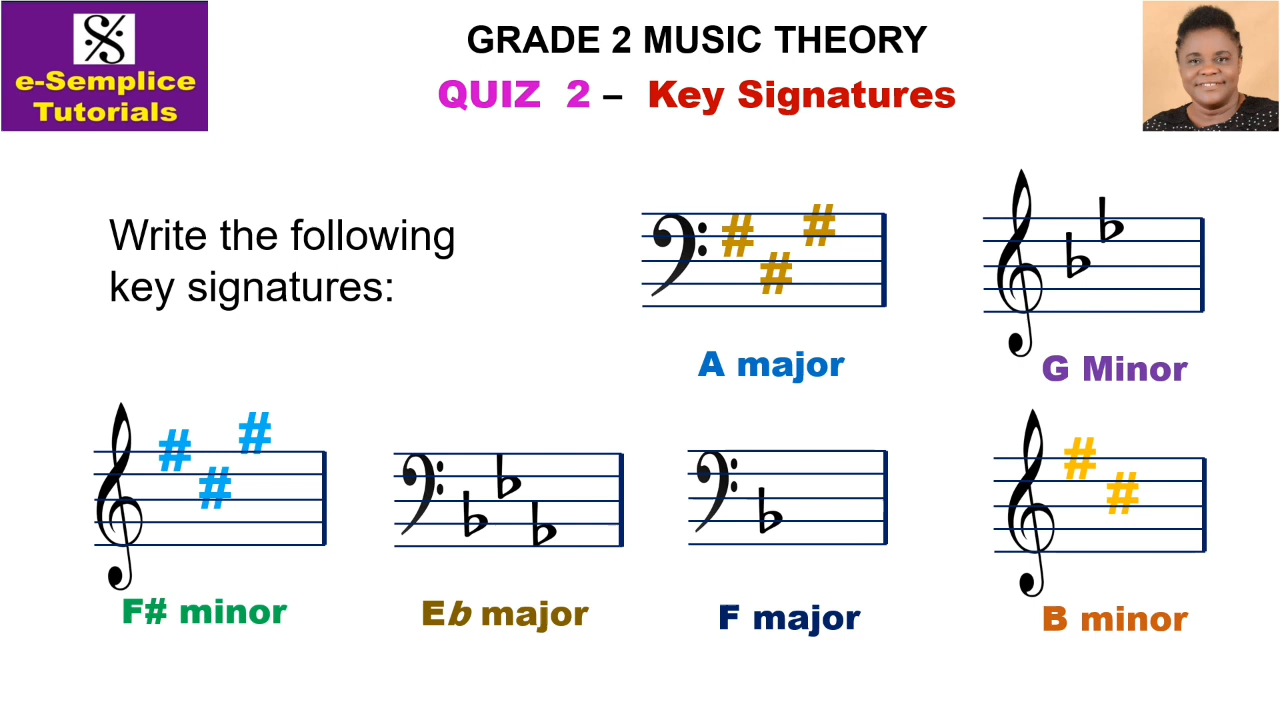 e-Semplice
Tutorials
GRADE 2 MUSIC THEORY
QUIZ 2 – Key Signatures
Write the following
key signatures:
A major
G Minor
F# minor
Eb major
F major
B minor